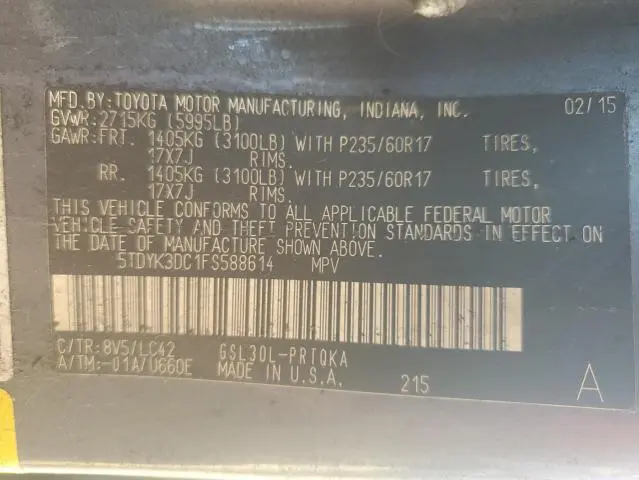 MFD.BY:TOYOTA MOTOR MANUFACTURING, INDIANA, INC. 02/15
GVWR:2715KG (5995LB)
GAWR:FRT. 1405KG (3100LB) WITH P235/60R17 TIRES,
17X7J RIMS.
RR. 1405KG (3100LB) WITH P235/60R17 TIRES,
17X7J RIMS.
THIS VEHICLE CONFORMS TO ALL APPLICABLE FEDERAL MOTOR
VEHICLE SAFETY AND THEFT PREVENTION STANDARDS IN EFFECT ON
THE DATE OF MANUFACTURE SHOWN ABOVE.
5TDYK3DC1FS588614 MPV
C/TR:8V5/LC42 GSL30L-PRTQKA
A/TM:-01A/U660E MADE IN U.S.A. 215 A